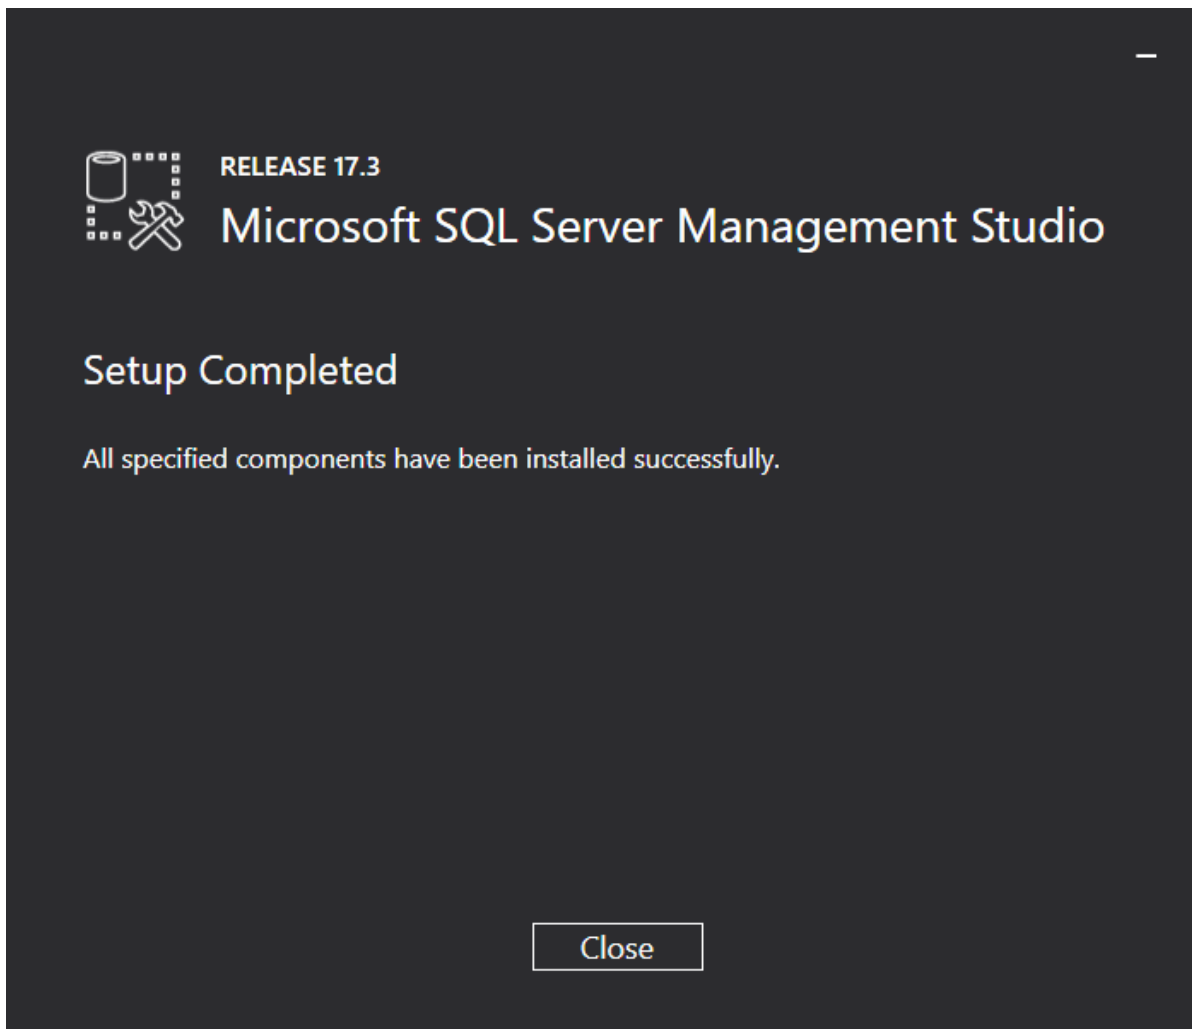 RELEASE 17.3
Microsoft SQL Server Management Studio
Setup Completed
All specified components have been installed successfully.
Close